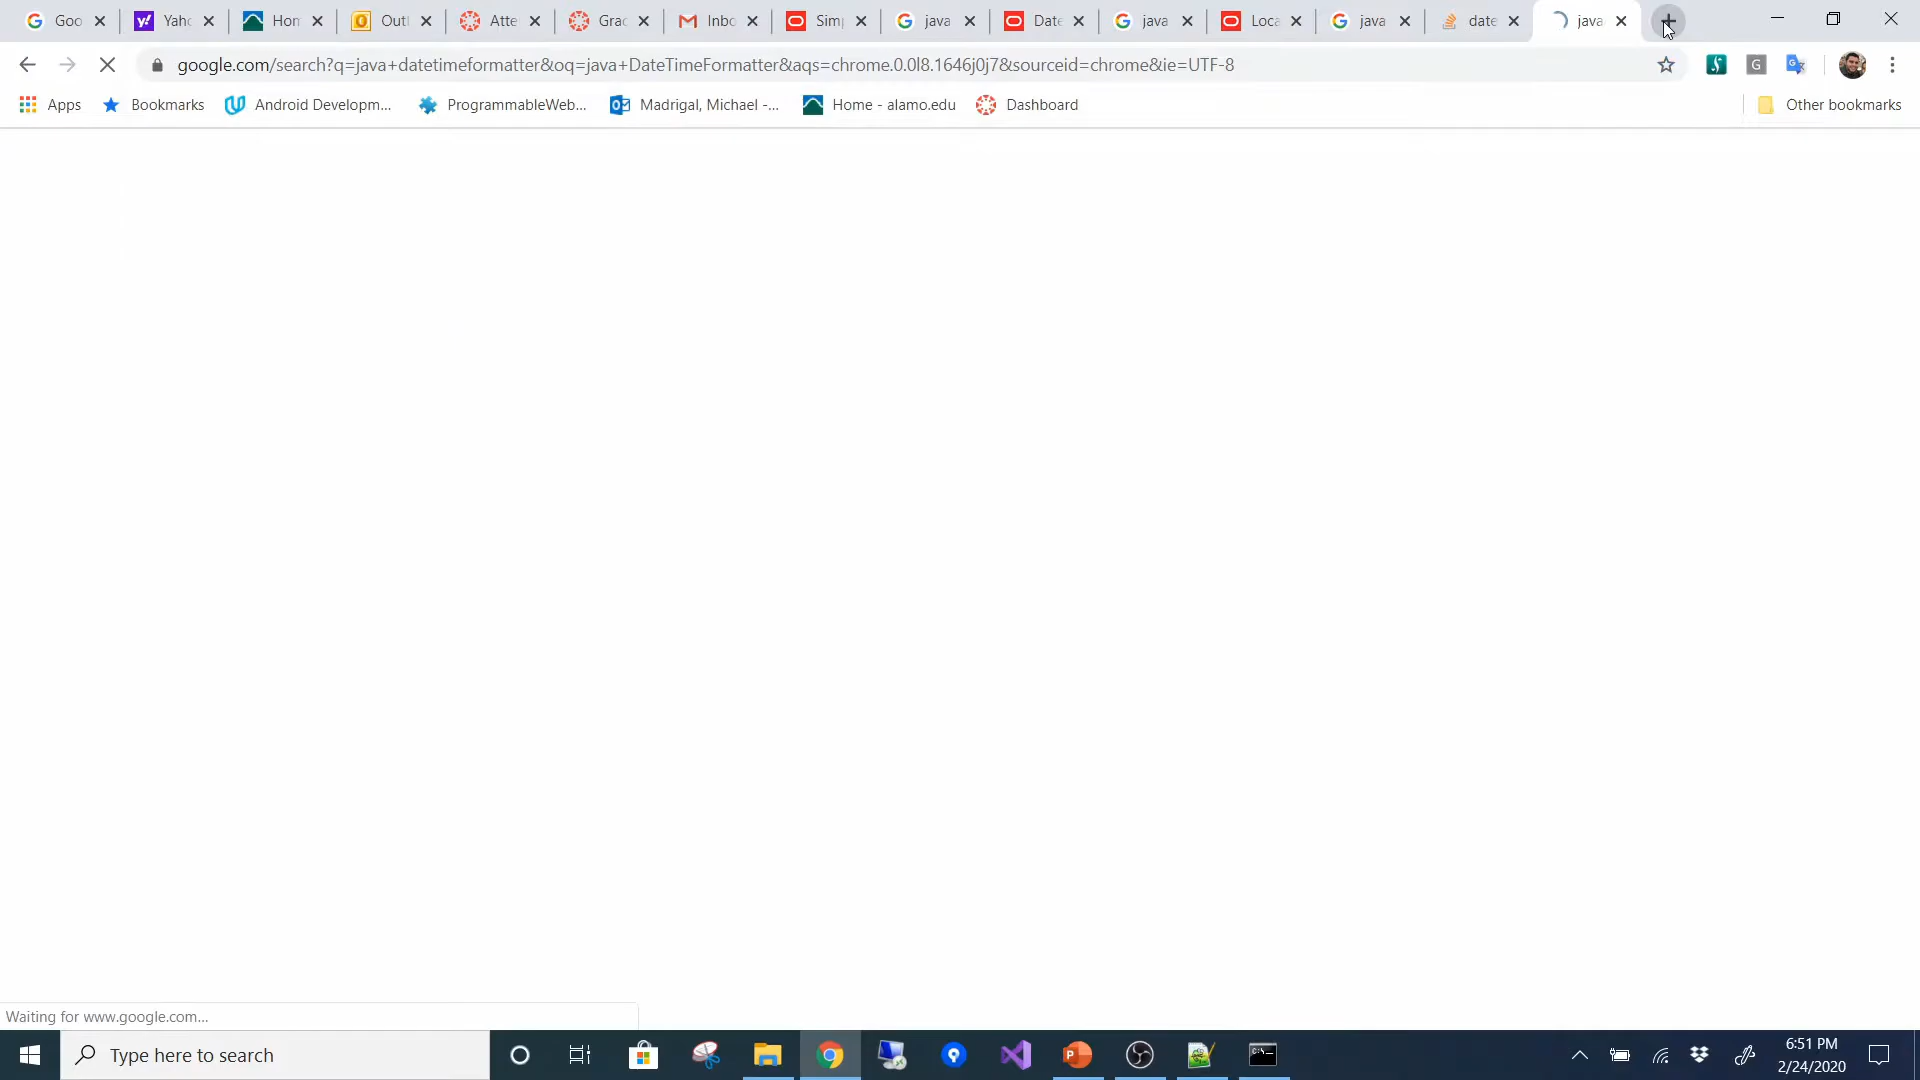 Goo
Yaho
Hon
Outl
Atte
Grac
Inbo
Simp
java
Date
java
Loca
java
date
java
google.com/search?q=java+datetimeformatter&oq=java+DateTimeFormatter&aqs=chrome.0.0l8.1646j0j7&sourceid=chrome&ie=UTF-8
Apps
Bookmarks
Android Developm...
ProgrammableWeb...
Madrigal, Michael -...
Home - alamo.edu
Dashboard
Other bookmarks
Waiting for www.google.com...
Type here to search
6:51 PM
2/24/2020